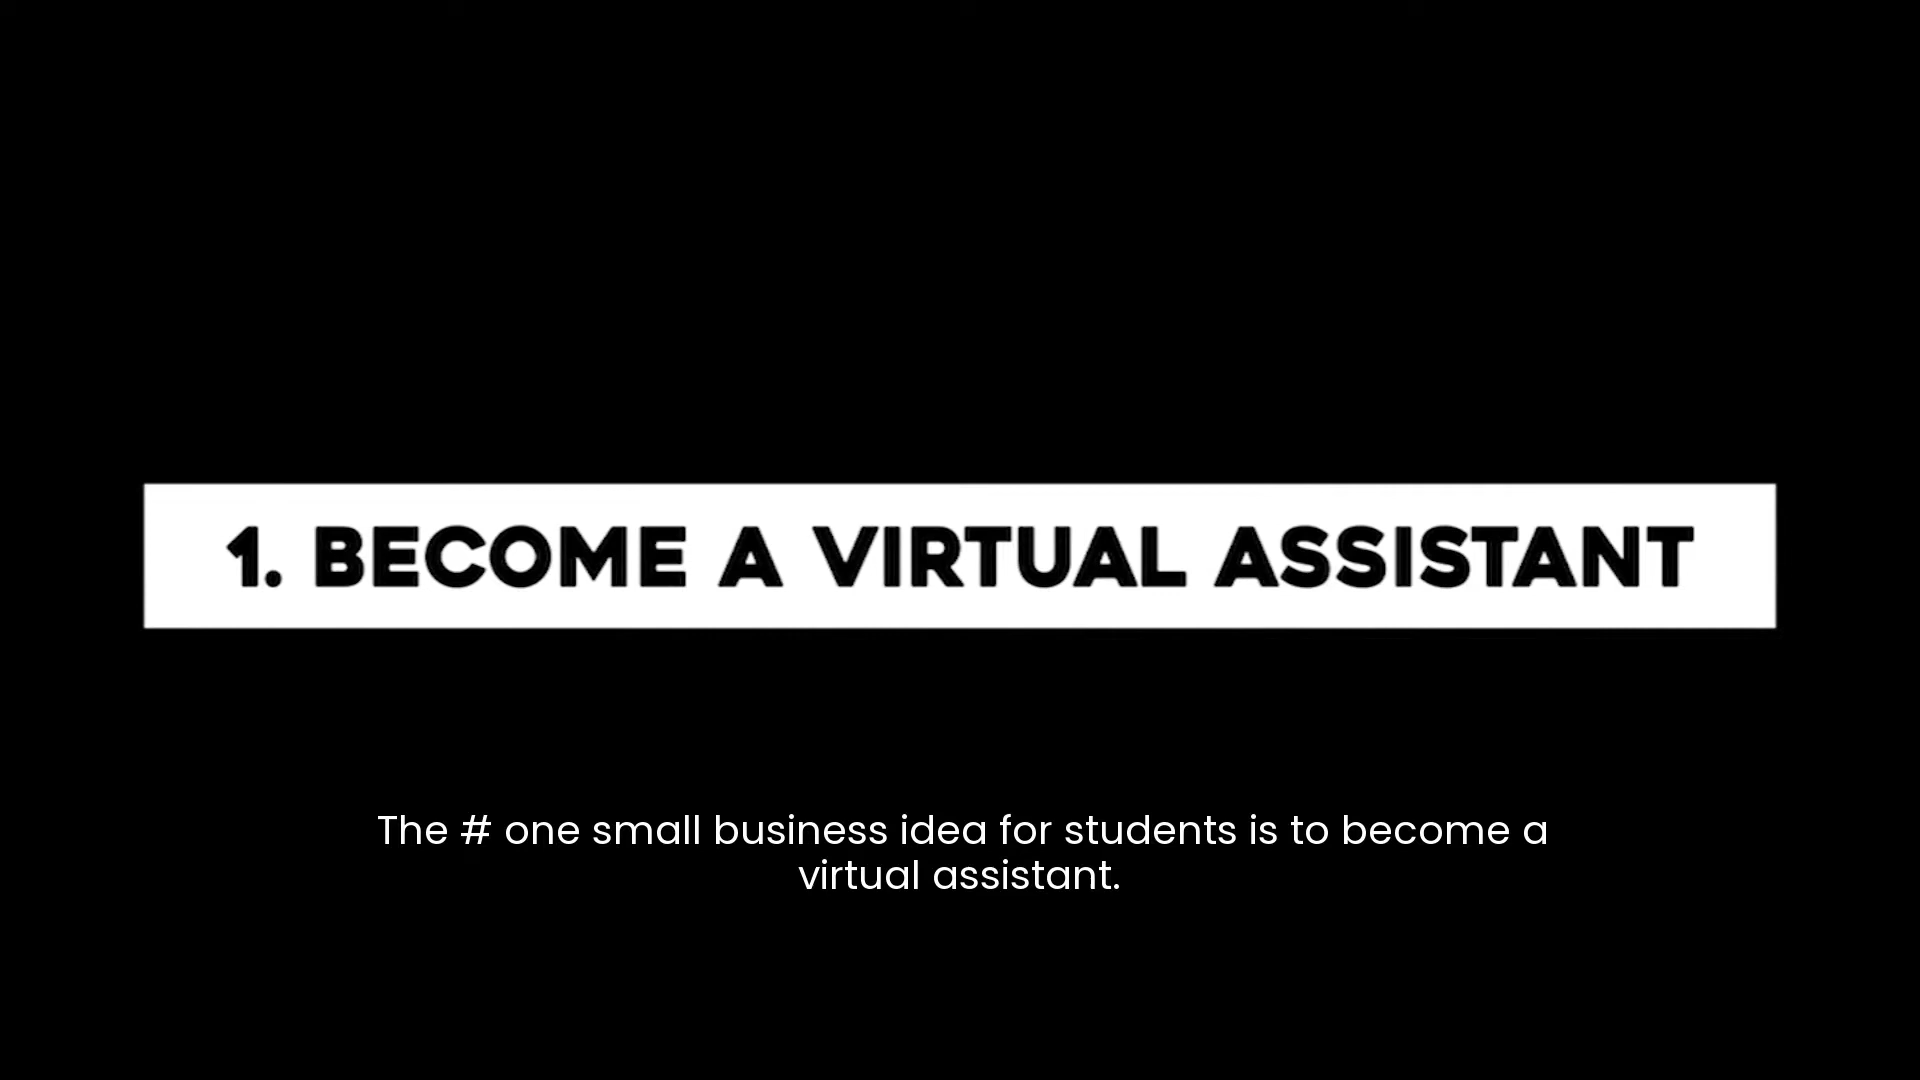 1. BECOME A VIRTUAL ASSISTANT
The # one small business idea for students is to become a
virtual assistant.